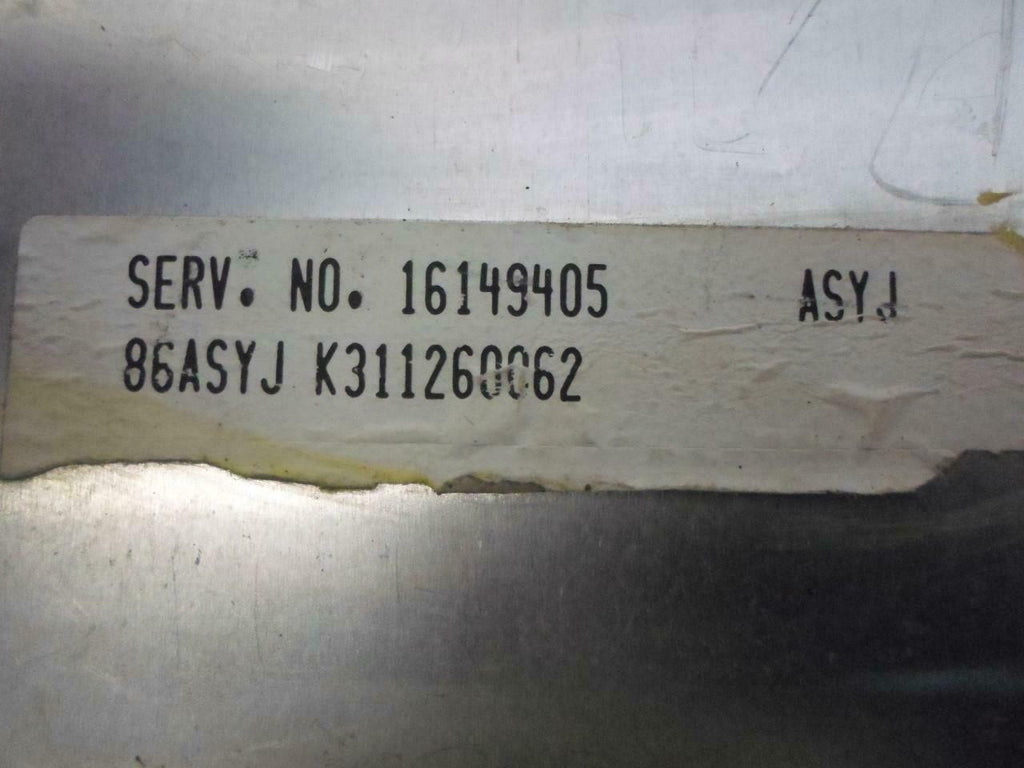 SERV. NO. 16149405 ASYJ
86ASYJ K311260062